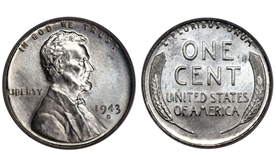 IN GOD WE TRUST
LIBERTY
1943
D
E·PLURIBUS·UNUM
ONE
CENT
UNITED STATES
OF AMERICA